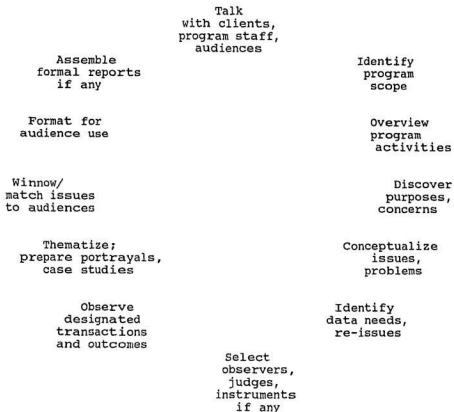 Talk
with clients,
program staff,
audiences
Identify
program
scope
Overview
program
activities
Discover
purposes,
concerns
Conceptualize
issues,
problems
Identify
data needs,
re-issues
Select
observers,
judges,
instruments
if any
Observe
designated
transactions
and outcomes
Thematize;
prepare portrayals,
case studies
Winnow/
match issues
to audiences
Format for
audience use
Assemble
formal reports
if any